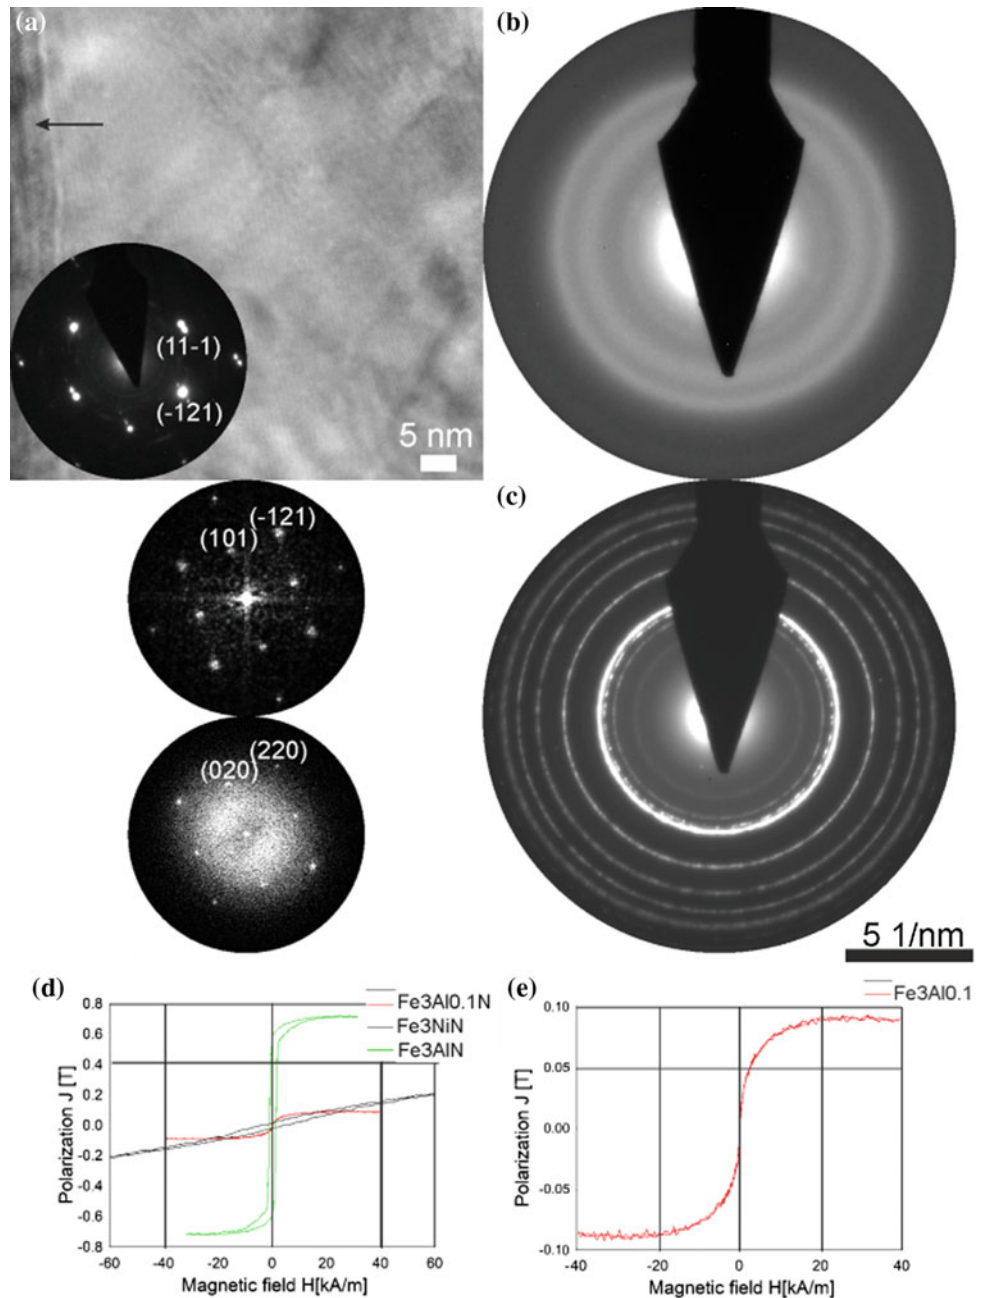 (a)
(11-1)
(-121)
5 nm
(b)
(-121)
(101)
(220)
(020)
(c)
5 1/nm
(d)
Fe3Al0.1N
Fe3NiN
Fe3AlN
Polarization J [T]
0.8
0.6
0.4
0.2
0.0
-0.2
-0.4
-0.6
-0.8
-60 -40 -20 0 20 40 60
Magnetic field H[kA/m]
(e)
Fe3Al0.1
Polarization J [T]
0.10
0.05
0.00
-0.05
-0.10
-40 -20 0 20 40
Magnetic field H[kA/m]